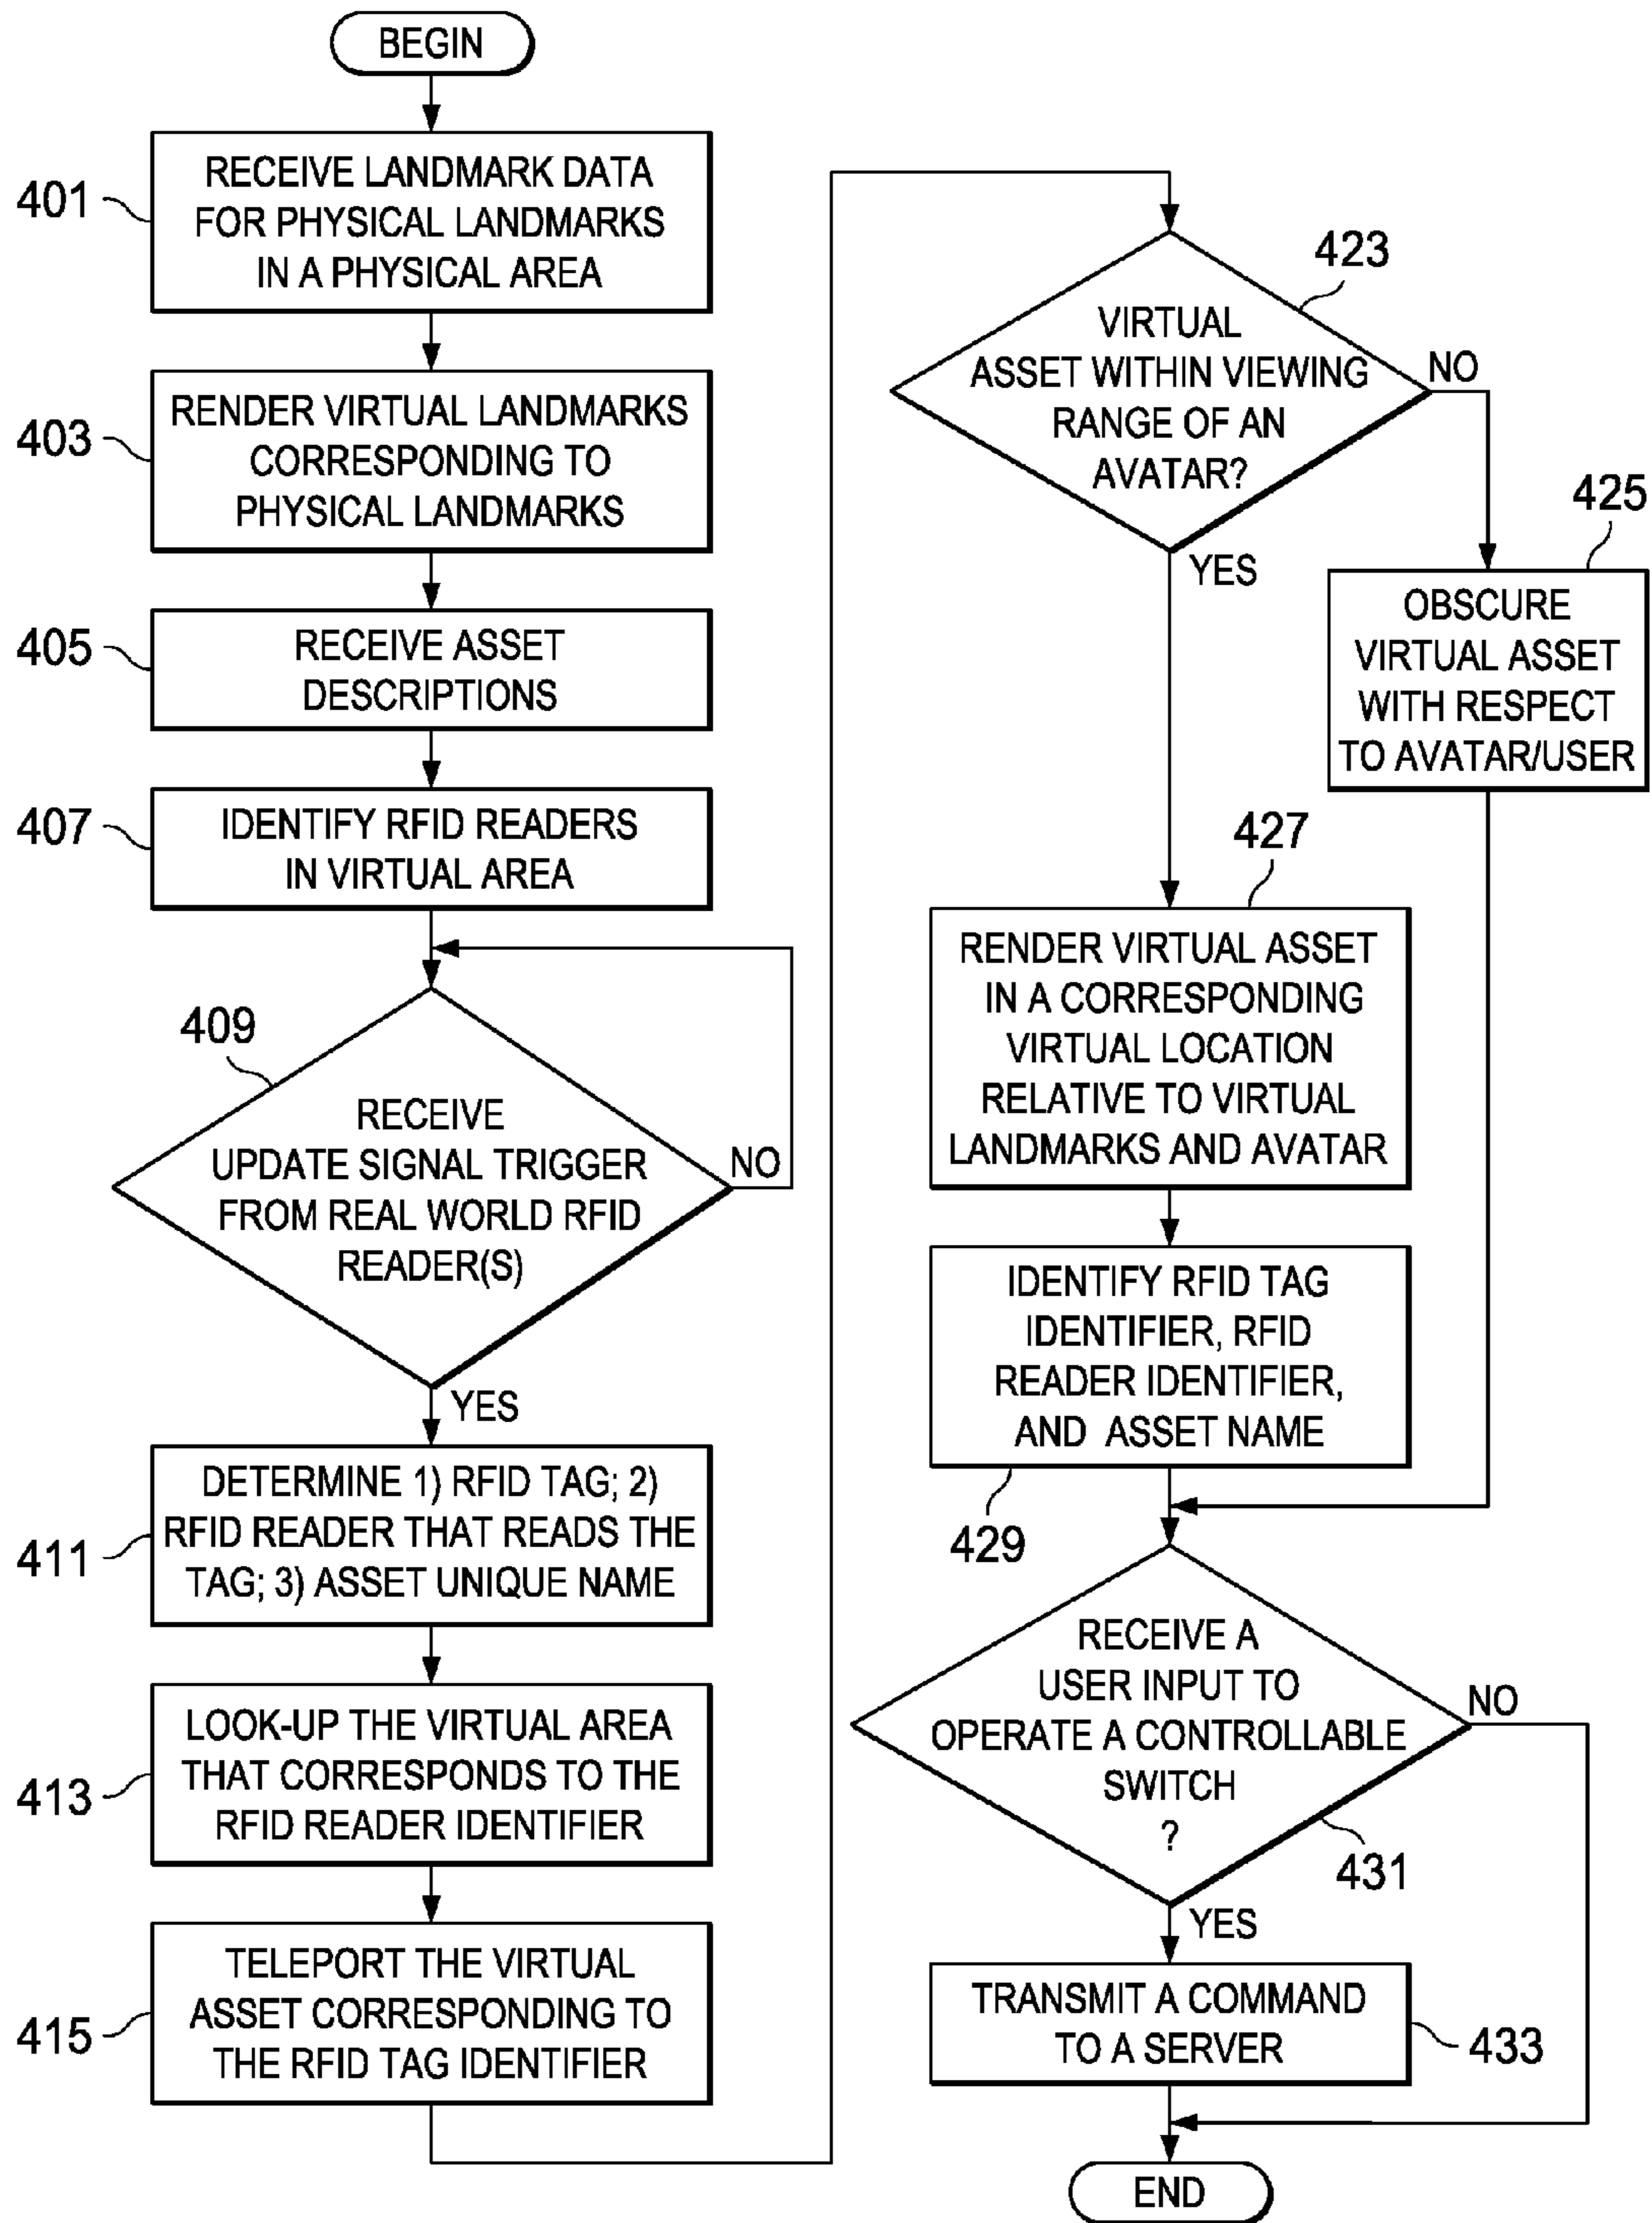 BEGIN
401
RECEIVE LANDMARK DATA
FOR PHYSICAL LANDMARKS
IN A PHYSICAL AREA
403
RENDER VIRTUAL LANDMARKS
CORRESPONDING TO
PHYSICAL LANDMARKS
405
RECEIVE ASSET
DESCRIPTIONS
407
IDENTIFY RFID READERS
IN VIRTUAL AREA
409
RECEIVE
UPDATE SIGNAL TRIGGER
FROM REAL WORLD RFID
READER(S)
NO
YES
411
DETERMINE 1) RFID TAG; 2)
RFID READER THAT READS THE
TAG; 3) ASSET UNIQUE NAME
413
LOOK-UP THE VIRTUAL AREA
THAT CORRESPONDS TO THE
RFID READER IDENTIFIER
415
TELEPORT THE VIRTUAL
ASSET CORRESPONDING TO
THE RFID TAG IDENTIFIER
423
VIRTUAL
ASSET WITHIN VIEWING
RANGE OF AN
AVATAR?
NO
YES
425
OBSCURE
VIRTUAL ASSET
WITH RESPECT
TO AVATAR/USER
427
RENDER VIRTUAL ASSET
IN A CORRESPONDING
VIRTUAL LOCATION
RELATIVE TO VIRTUAL
LANDMARKS AND AVATAR
IDENTIFY RFID TAG
IDENTIFIER, RFID
READER IDENTIFIER,
AND ASSET NAME
429
RECEIVE A
USER INPUT TO
OPERATE A CONTROLLABLE
SWITCH
?
NO
431
YES
TRANSMIT A COMMAND
TO A SERVER
433
END